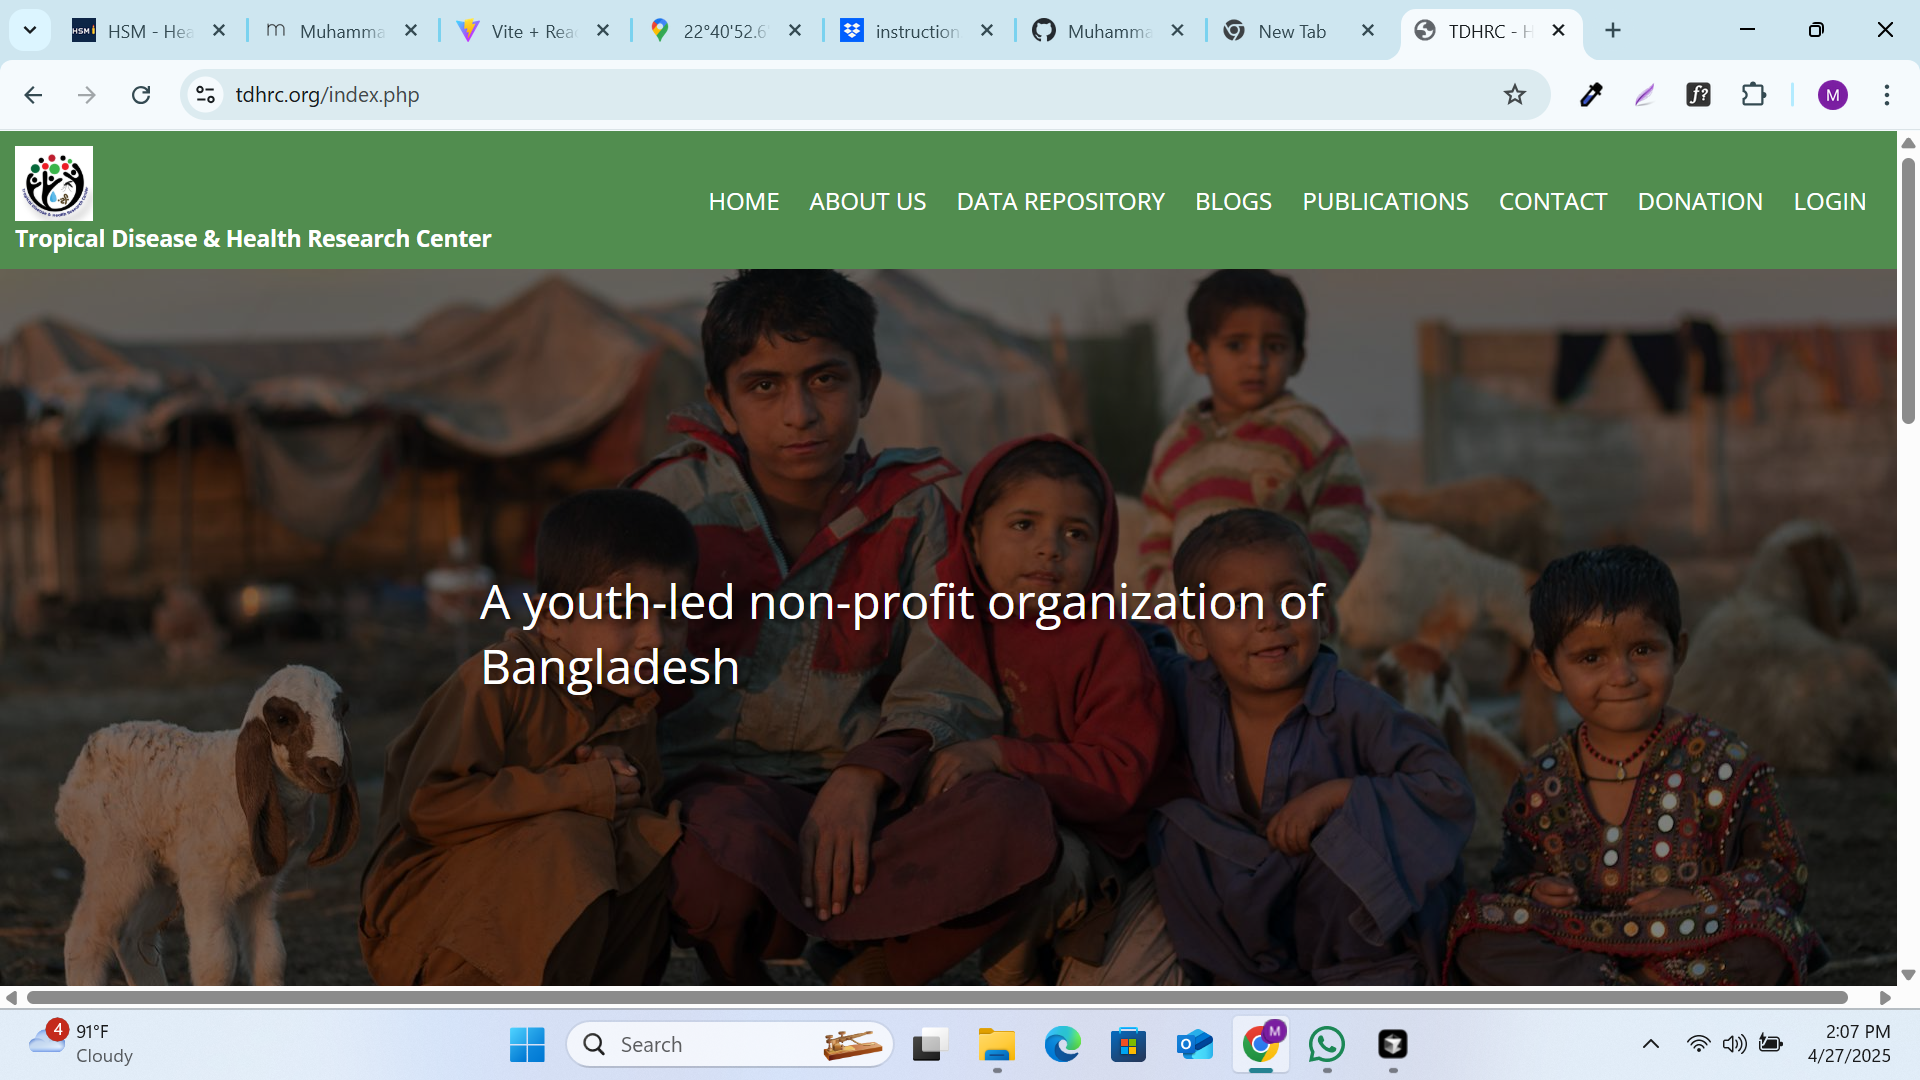 HSM - Hea
Muhamma
Vite + Rea
22°40'52.6"
instruction
Muhamma
New Tab
TDHRC - H
tdhrc.org/index.php
M
HOME ABOUT US DATA REPOSITORY BLOGS PUBLICATIONS CONTACT DONATION LOGIN
Tropical Disease & Health Research Center
A youth-led non-profit organization of
Bangladesh
4
91°F
Cloudy
Search
M
2:07 PM
4/27/2025